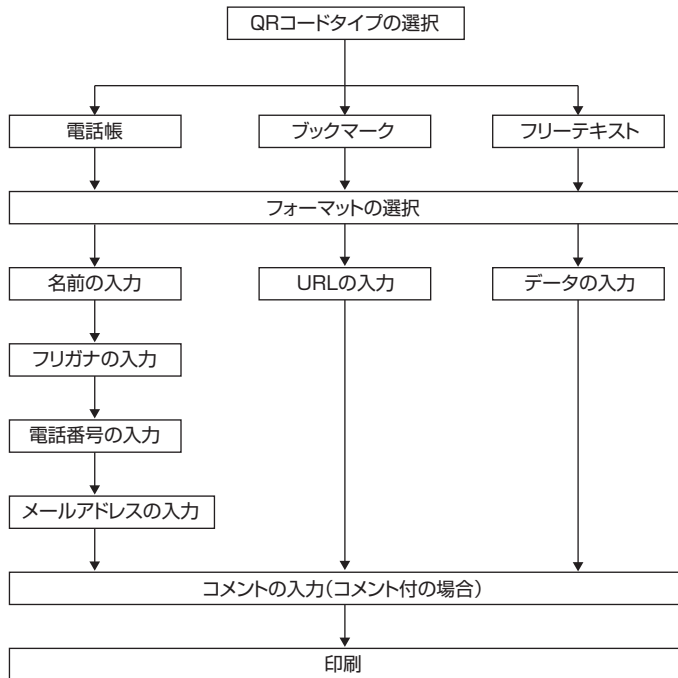 QRコードタイプの選択
電話帳
ブックマーク
フリーテキスト
フォーマットの選択
名前の入力
URLの入力
データの入力
フリガナの入力
電話番号の入力
メールアドレスの入力
コメントの入力(コメント付の場合)
印刷